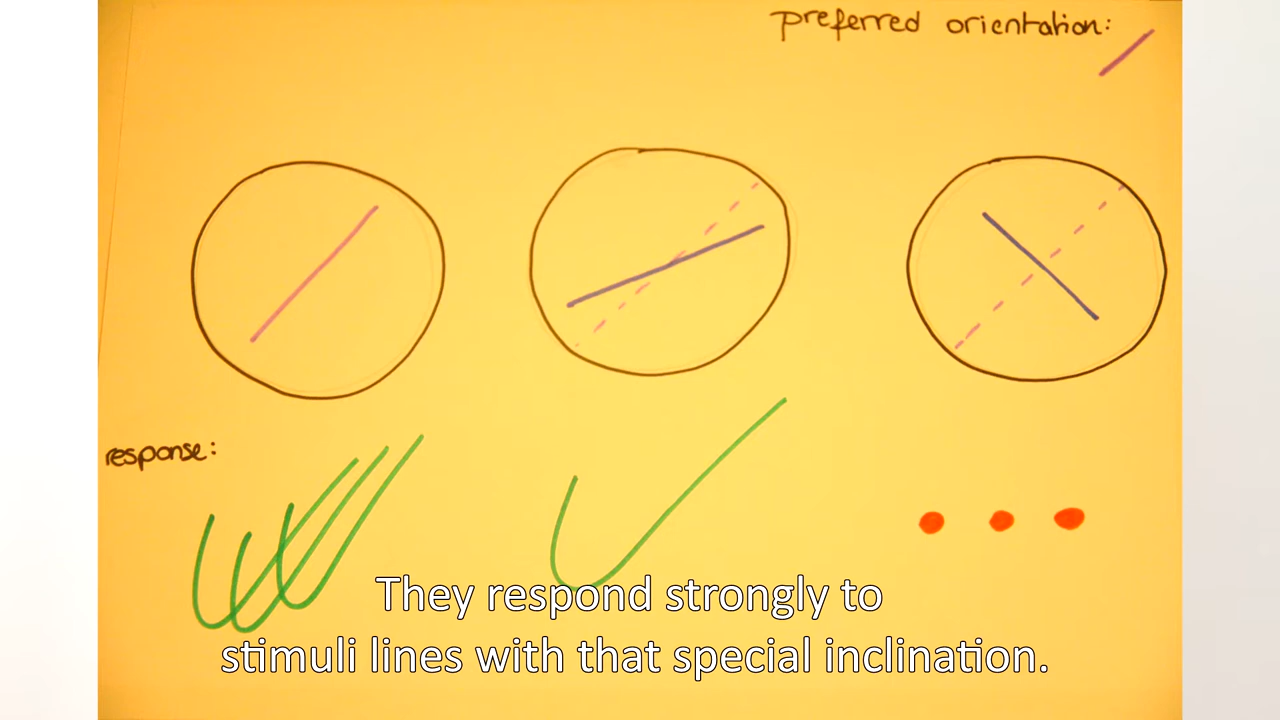 preferred orientation:
response:
They respond strongly to
stimuli lines with that special inclination.